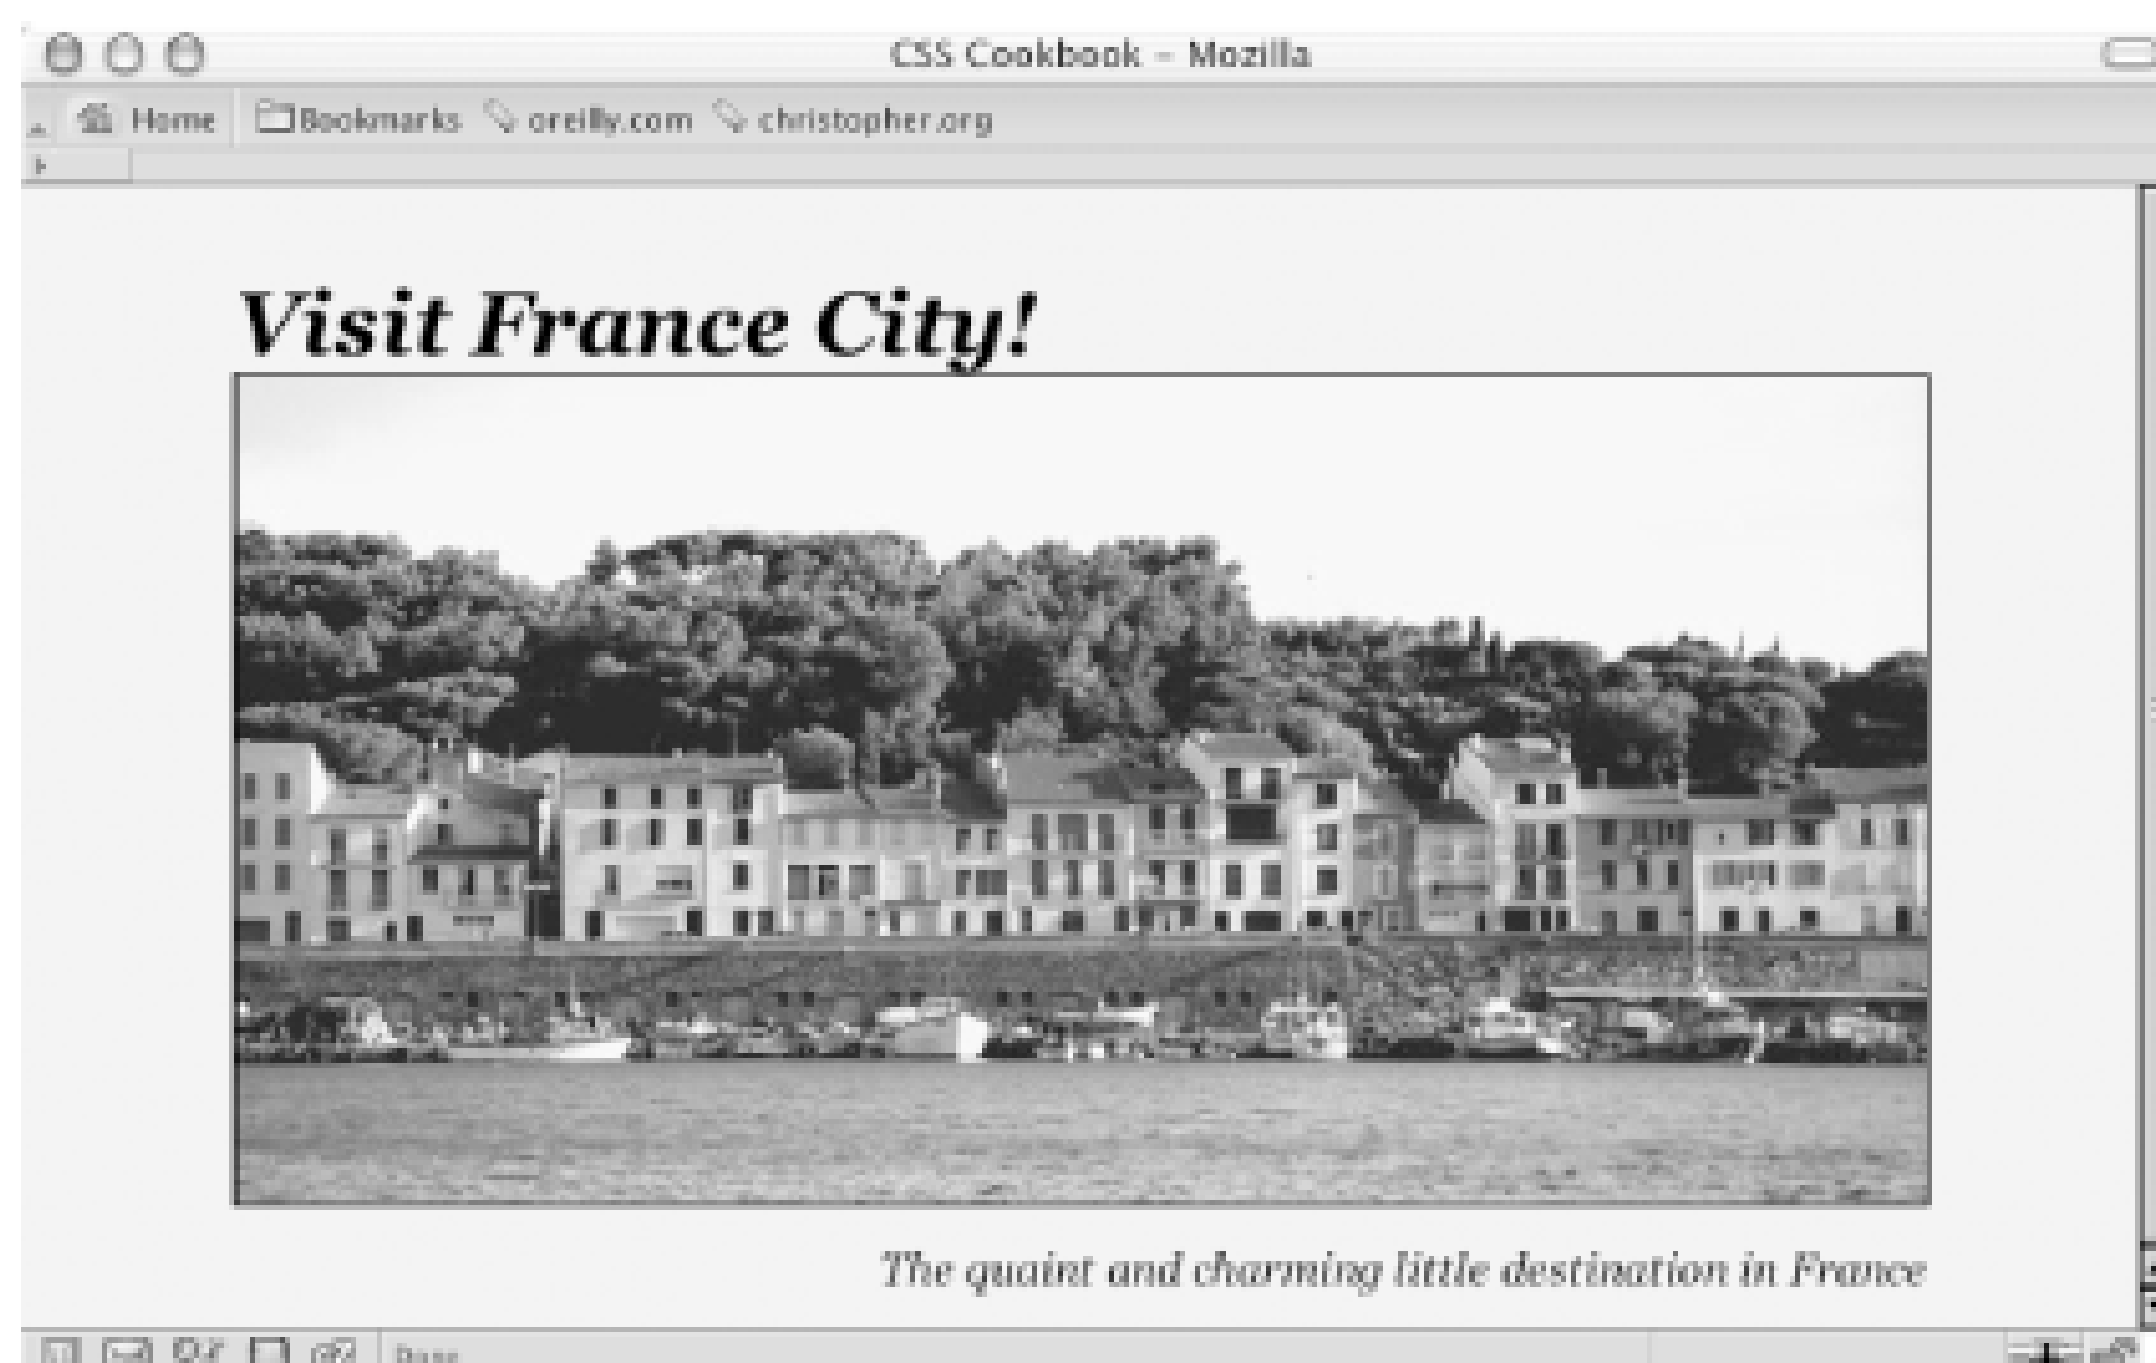 CSS Cookbook – Mozilla
Home Bookmarks oreilly.com christopher.org
Visit France City!
The quaint and charming little destination in France
Done